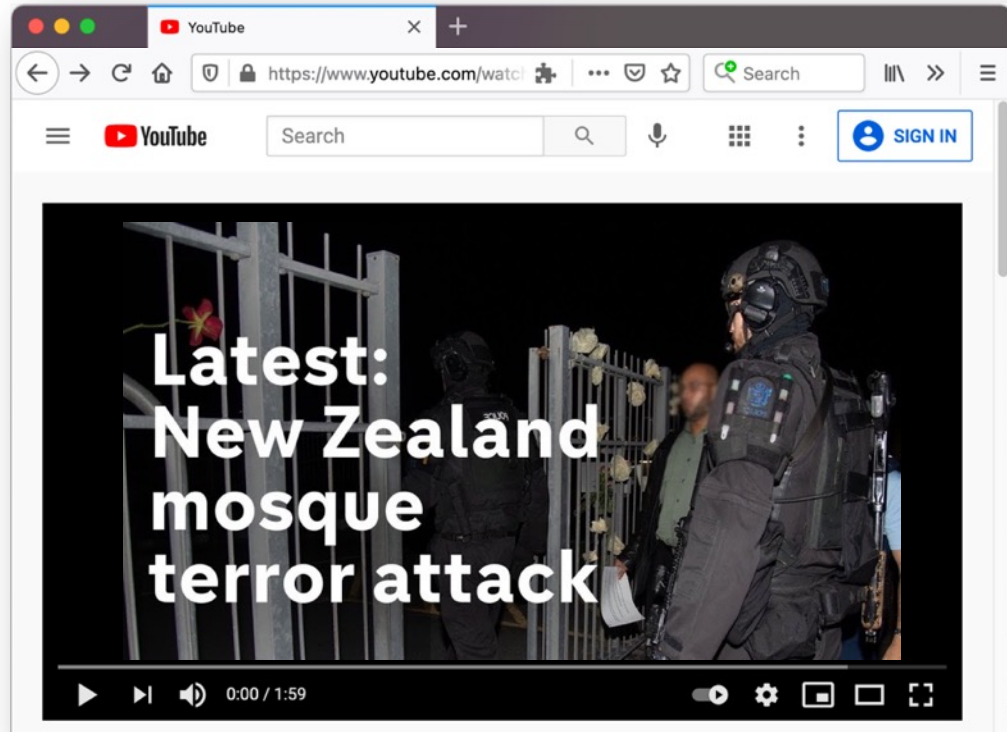 YouTube
https://www.youtube.com/watc
Search
YouTube
Search
SIGN IN
Latest:
New Zealand
mosque
terror attack
POLICE
0:00 / 1:59